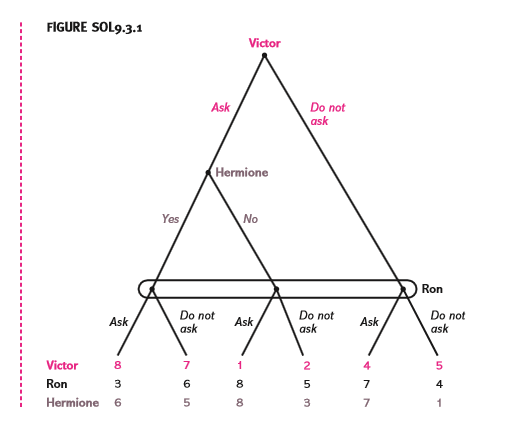 FIGURE SOL9.3.1
Victor
Ask
Do not
ask
Hermione
Yes
No
Ron
Ask
Do not
ask
Ask
Do not
ask
Ask
Do not
ask
Victor 8 7 1 2 4 5
Ron 3 6 8 5 7 4
Hermione 6 5 8 3 7 1